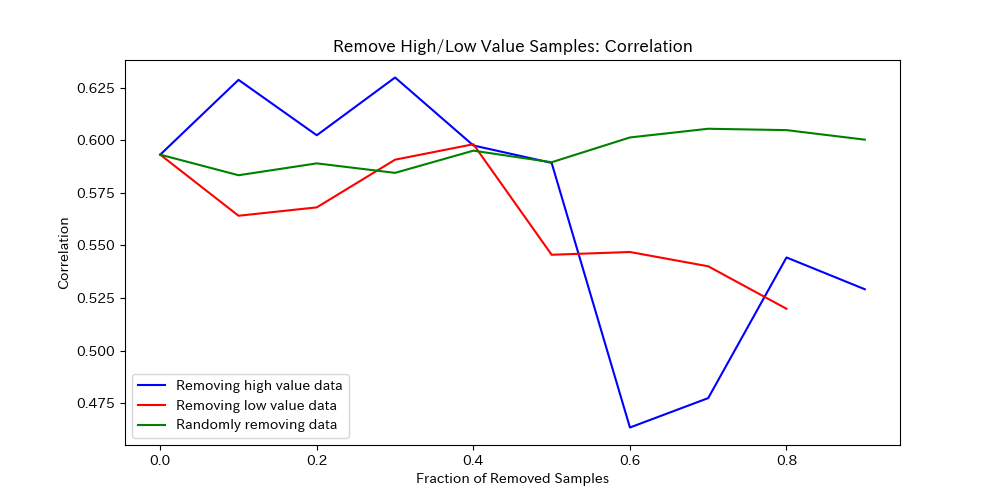 Remove High/Low Value Samples: Correlation
Correlation
0.625
0.600
0.575
0.550
0.525
0.500
0.475
Removing high value data
Removing low value data
Randomly removing data
0.0 0.2 0.4 0.6 0.8
Fraction of Removed Samples